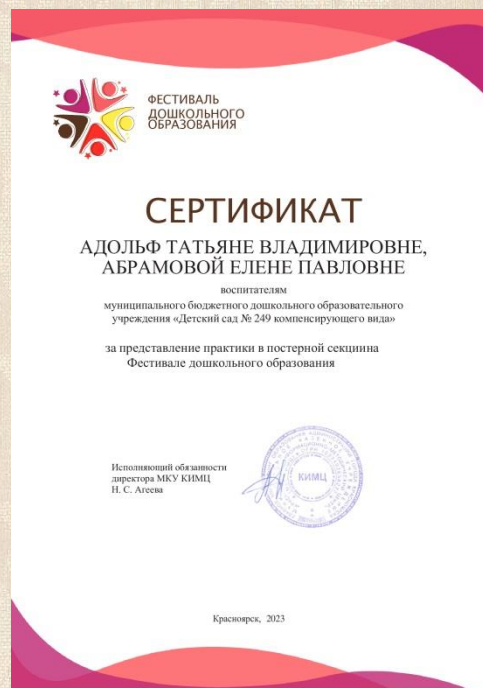 ФЕСТИВАЛЬ
ДОШКОЛЬНОГО
ОБРАЗОВАНИЯ
СЕРТИФИКАТ
АДОЛЬФ ТАТЬЯНЕ ВЛАДИМИРОВНЕ,
АБРАМОВОЙ ЕЛЕНЕ ПАВЛОВНЕ
воспитателям
муниципального бюджетного дошкольного образовательного
учреждения «Детский сад № 249 компенсирующего вида»
за представление практики в постерной секциина
Фестивале дошкольного образования
Исполняющий обязанности
директора МКУ КИМЦ
Н. С. Агеева
КИМЦ
Красноярск, 2023